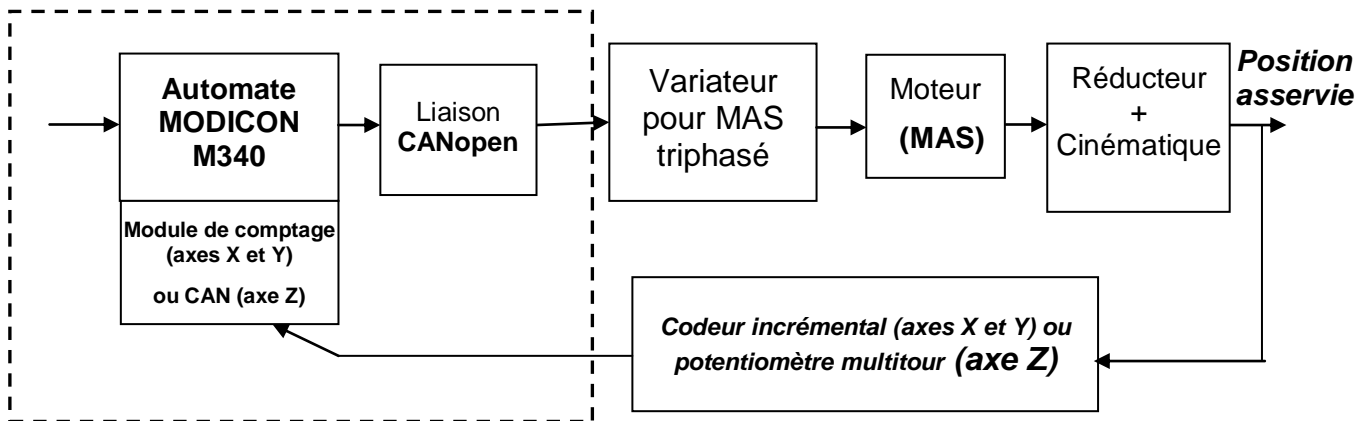 Automate
MODICON
M340
Module de comptage
(axes X et Y)
ou CAN (axe Z)
Liaison
CANopen
Variateur
pour MAS
triphasé
Moteur
(MAS)
Réducteur
+
Cinématique
Position
asservie
Codeur incrémental (axes X et Y) ou
potentiomètre multitour (axe Z)